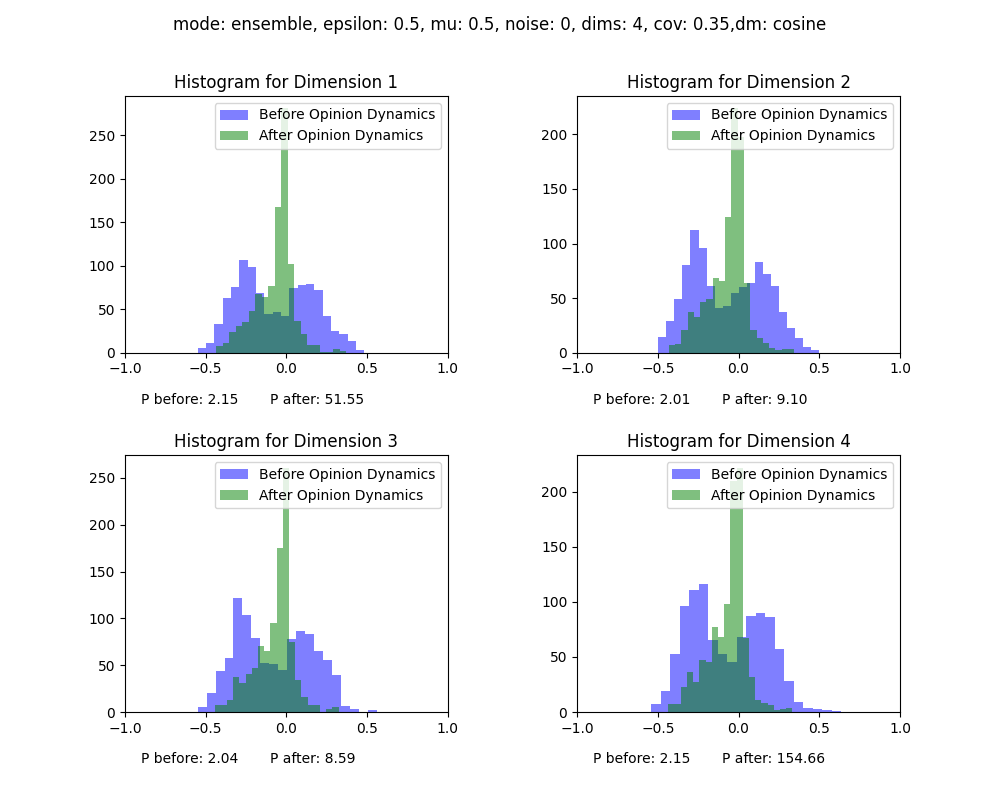 mode: ensemble, epsilon: 0.5, mu: 0.5, noise: 0, dims: 4, cov: 0.35,dm: cosine
Histogram for Dimension 1
Before Opinion Dynamics
After Opinion Dynamics
250
200
150
100
50
0
−1.0 −0.5 0.0 0.5 1.0
P before: 2.15 P after: 51.55
Histogram for Dimension 2
Before Opinion Dynamics
After Opinion Dynamics
200
150
100
50
0
−1.0 −0.5 0.0 0.5 1.0
P before: 2.01 P after: 9.10
Histogram for Dimension 3
Before Opinion Dynamics
After Opinion Dynamics
250
200
150
100
50
0
−1.0 −0.5 0.0 0.5 1.0
P before: 2.04 P after: 8.59
Histogram for Dimension 4
Before Opinion Dynamics
After Opinion Dynamics
200
150
100
50
0
−1.0 −0.5 0.0 0.5 1.0
P before: 2.15 P after: 154.66